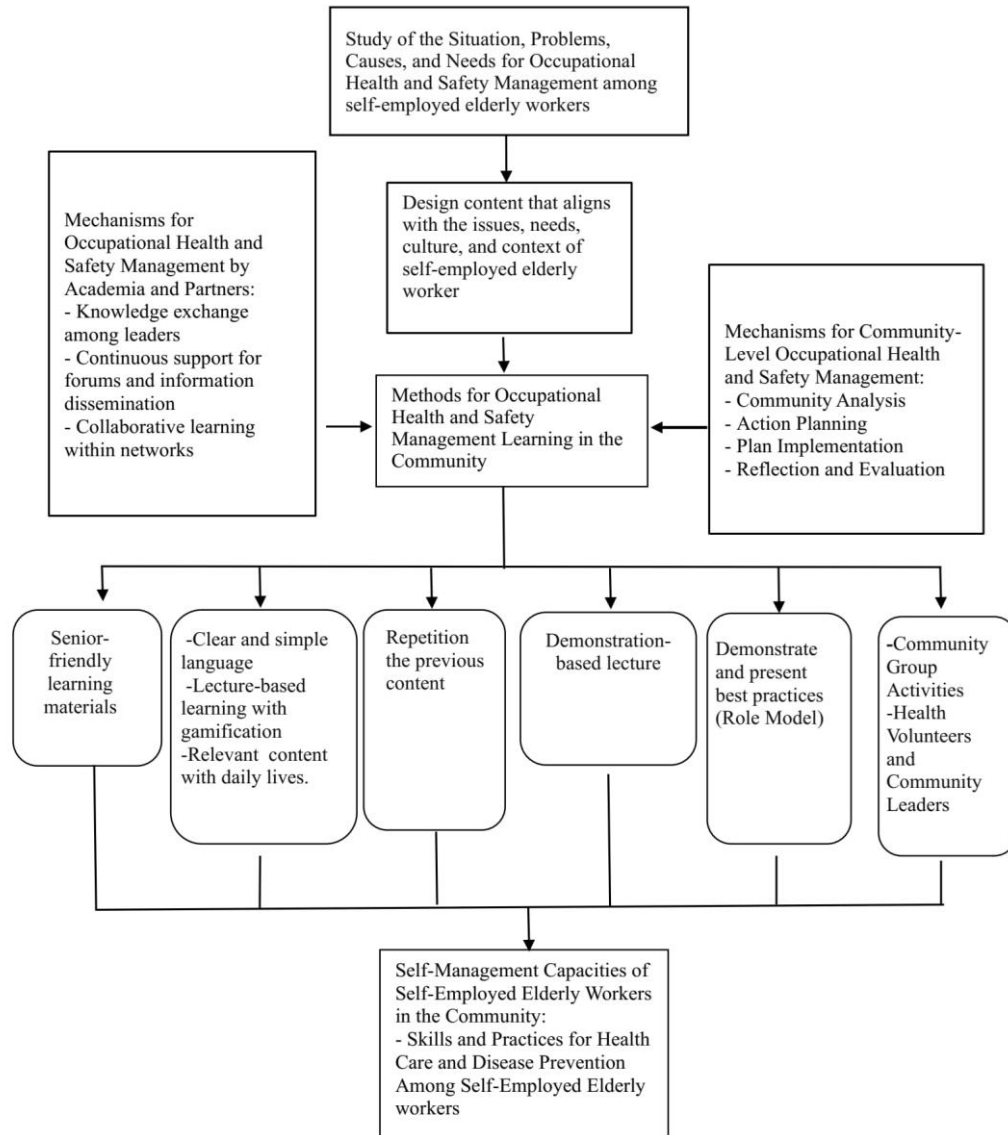 Study of the Situation, Problems,
Causes, and Needs for Occupational
Health and Safety Management among
self-employed elderly workers
Mechanisms for
Occupational Health and
Safety Management by
Academia and Partners:
- Knowledge exchange
among leaders
- Continuous support for
forums and information
dissemination
- Collaborative learning
within networks
Design content that aligns
with the issues, needs,
culture, and context of
self-employed elderly
worker
Mechanisms for Community-
Level Occupational Health
and Safety Management:
- Community Analysis
- Action Planning
- Plan Implementation
- Reflection and Evaluation
Methods for Occupational
Health and Safety
Management Learning in the
Community
Senior-
friendly
learning
materials
-Clear and simple
language
-Lecture-based
learning with
gamification
-Relevant content
with daily lives.
Repetition
the previous
content
Demonstration-
based lecture
Demonstrate
and present
best practices
(Role Model)
-Community
Group
Activities
-Health
Volunteers
and
Community
Leaders
Self-Management Capacities of
Self-Employed Elderly Workers
in the Community:
- Skills and Practices for Health
Care and Disease Prevention
Among Self-Employed Elderly
workers